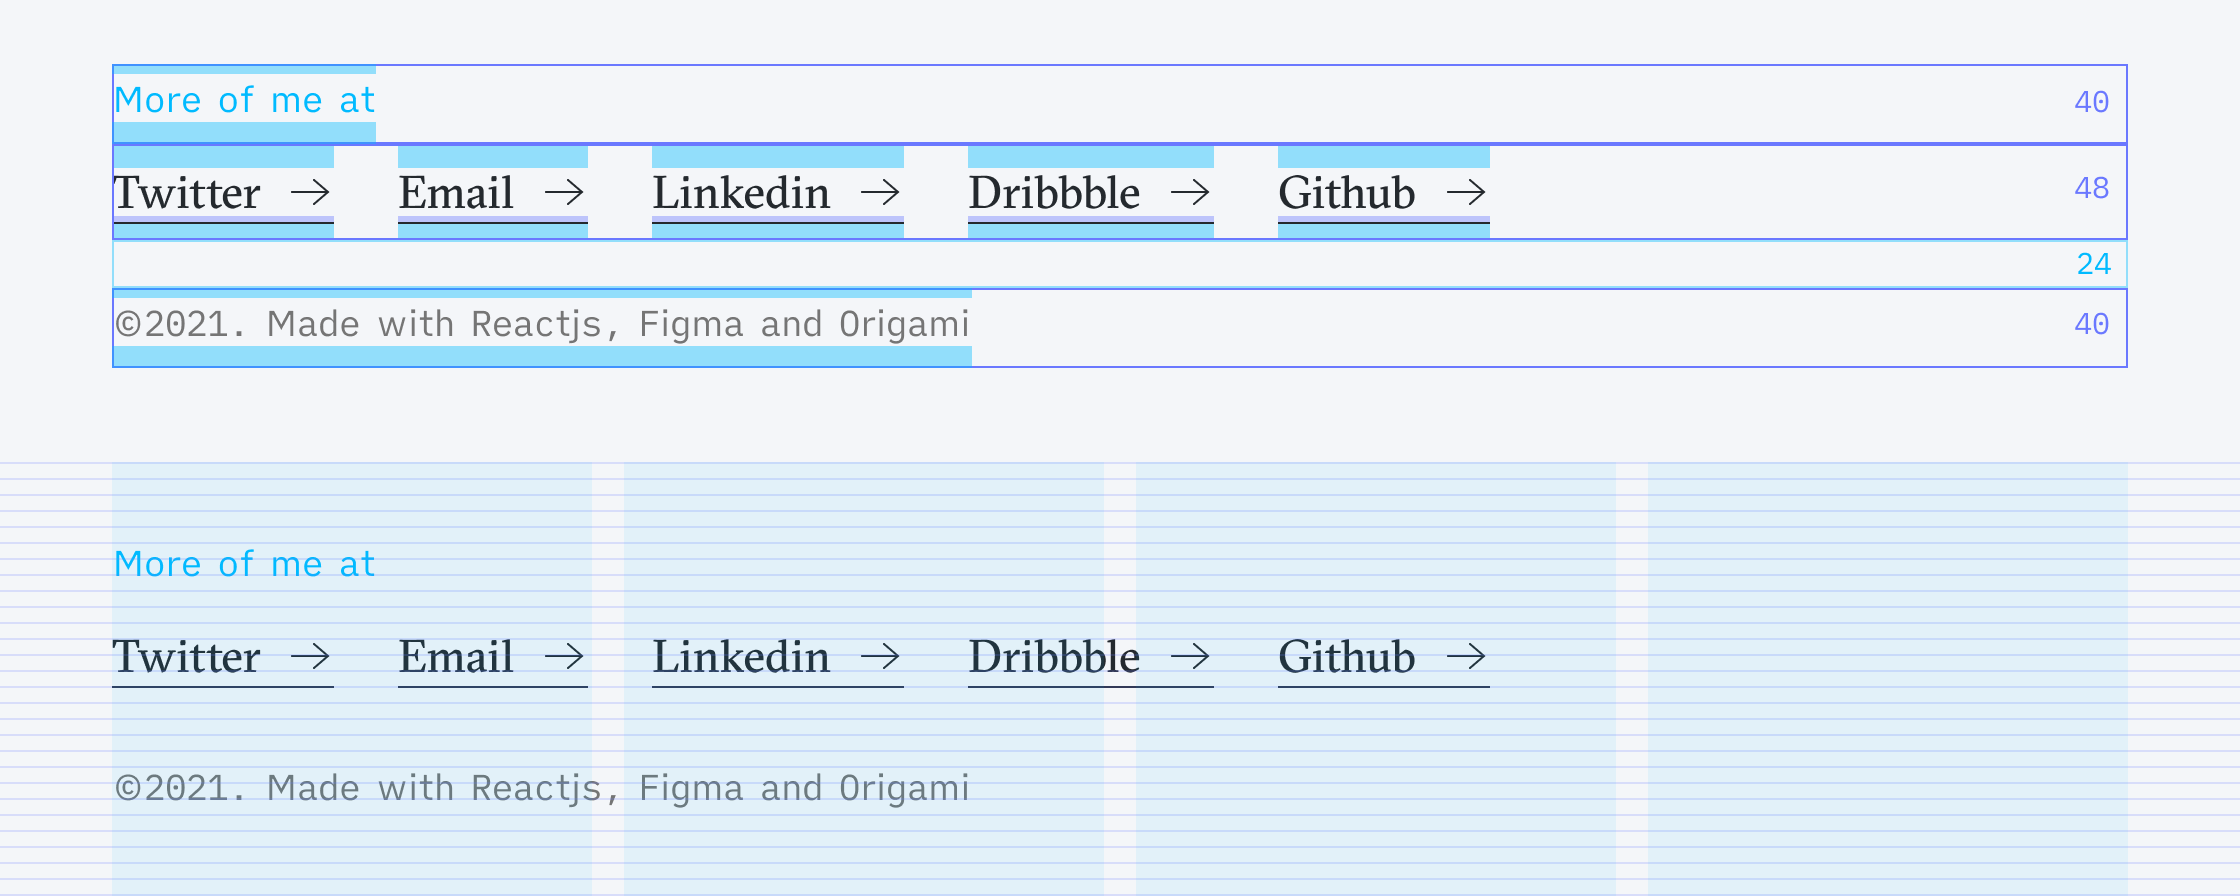 More of me at 40
Twitter → Email → Linkedin → Dribbble → Github → 48
24
©2021. Made with Reactjs, Figma and Origami 40
More of me at
Twitter → Email → Linkedin → Dribbble → Github →
©2021. Made with Reactjs, Figma and Origami